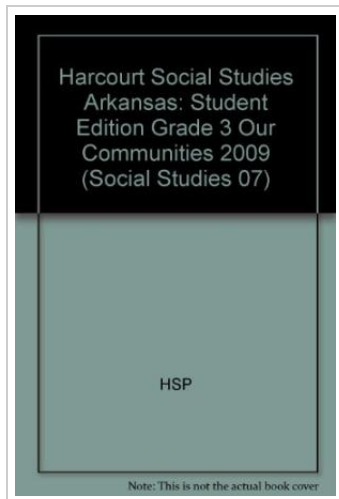 Harcourt Social Studies
Arkansas: Student
Edition Grade 3 Our
Communities 2009
(Social Studies 07)
HSP
Note: This is not the actual book cover